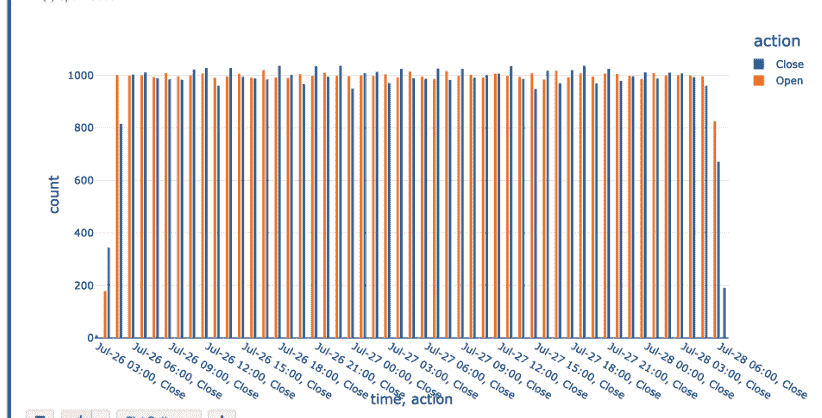 action
Close
Open
1000
800
600
400
200
0
count
Jul-26 03:00, Close
Jul-26 06:00, Close
Jul-26 09:00, Close
Jul-26 12:00, Close
Jul-26 15:00, Close
Jul-26 18:00, Close
Jul-26 21:00, Close
Jul-27 00:00, Close
Jul-27 03:00, Close
Jul-27 06:00, Close
Jul-27 09:00, Close
Jul-27 12:00, Close
Jul-27 15:00, Close
Jul-27 18:00, Close
Jul-27 21:00, Close
Jul-28 00:00, Close
Jul-28 03:00, Close
Jul-28 06:00, Close
time, action